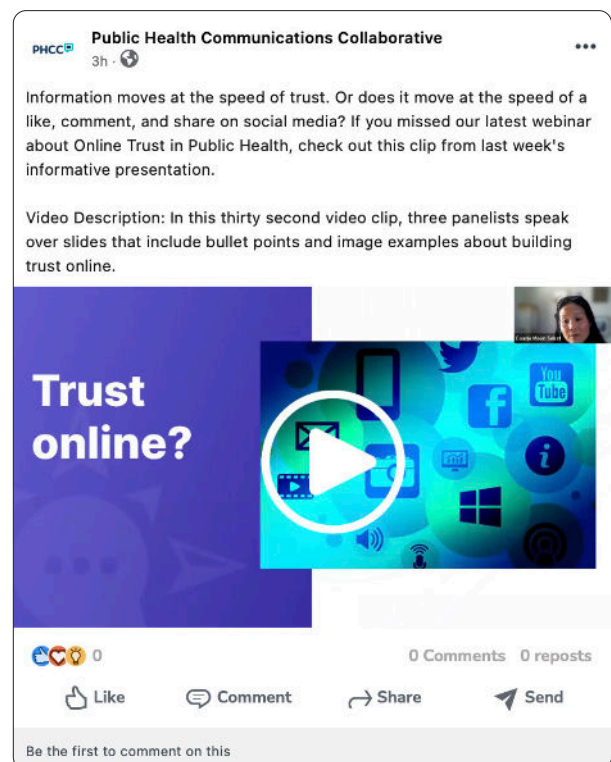 PHCC
Public Health Communications Collaborative
3h ·
Information moves at the speed of trust. Or does it move at the speed of a
like, comment, and share on social media? If you missed our latest webinar
about Online Trust in Public Health, check out this clip from last week's
informative presentation.
Video Description: In this thirty second video clip, three panelists speak
over slides that include bullet points and image examples about building
trust online.
Trust
online?
You
Tube
f
i
0
0 Comments 0 reposts
Like Comment Share Send
Be the first to comment on this